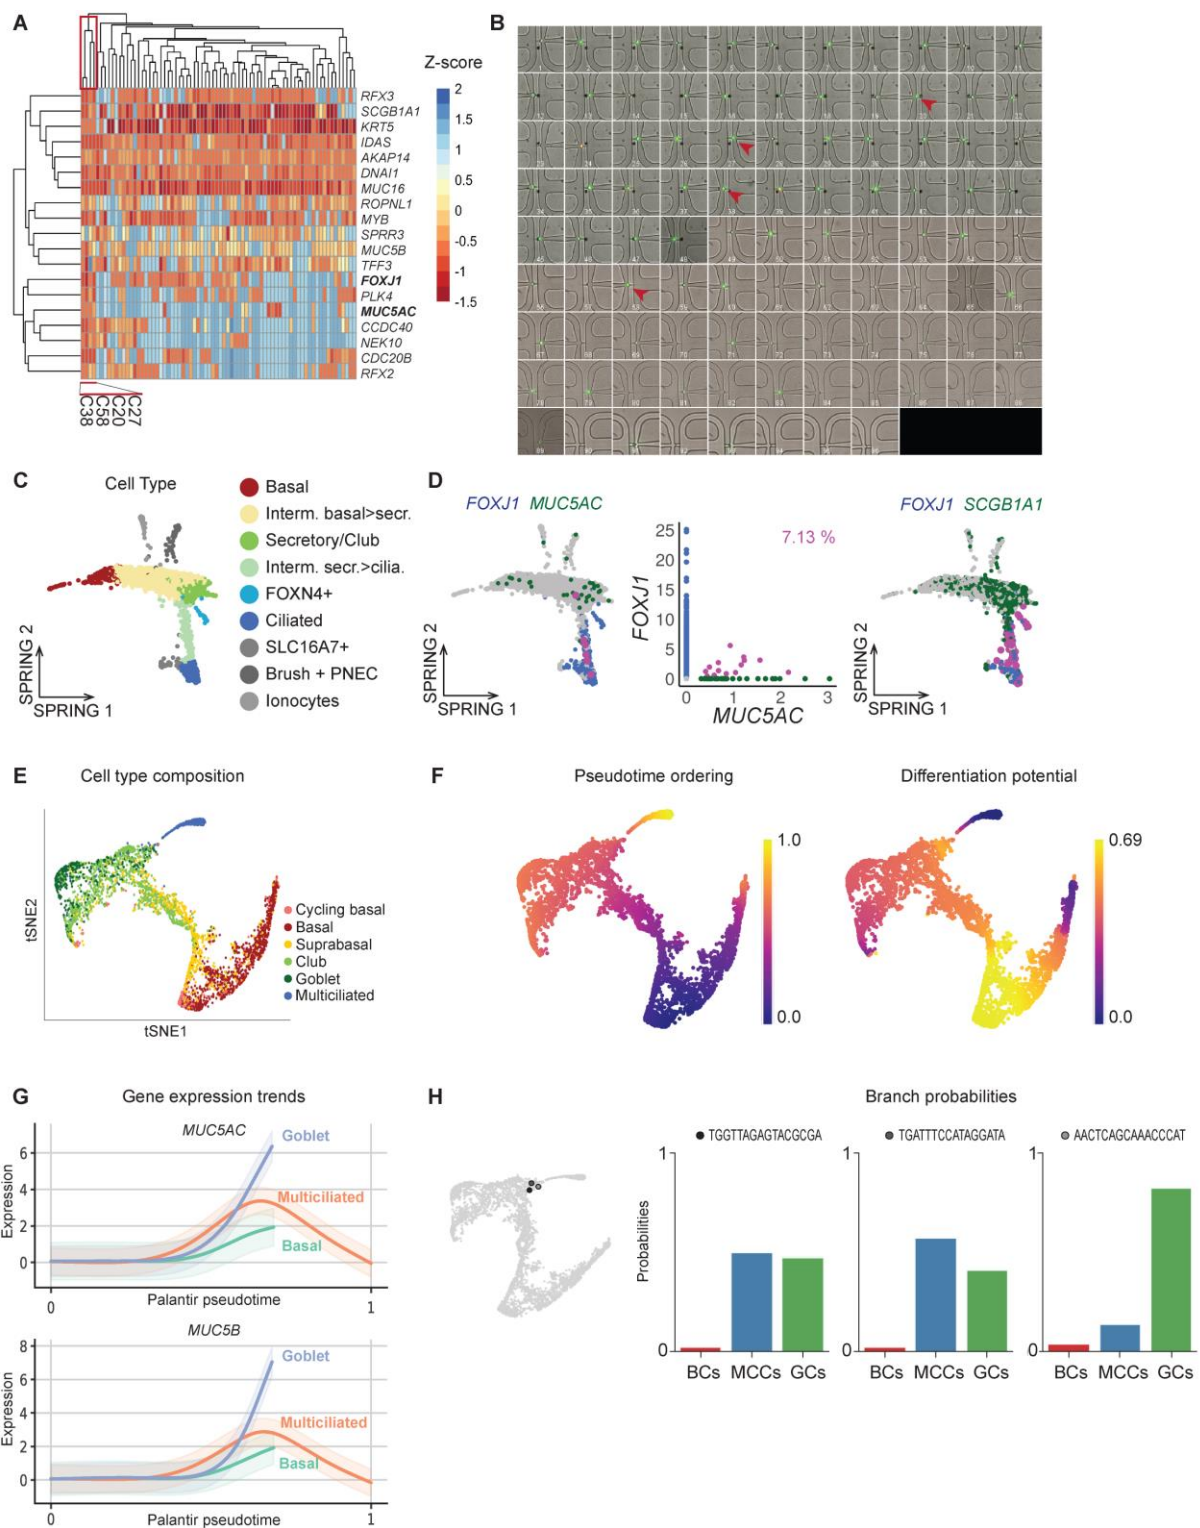 A
Z-score
2
1.5
1
0.5
0
-0.5
-1
-1.5
RFX3
SCGB1A1
KRT5
IDAS
AKAP14
DNAI1
MUC16
ROPNL1
MYB
SPRR3
MUC5B
TFF3
FOXJ1
PLK4
MUC5AC
CCDC40
NEK10
CDC20B
RFX2
C38
C58
C20
C27
B
C
Cell Type
SPRING 2
SPRING 1
Basal
Interm. basal>secr.
Secretory/Club
Interm. secr.>cilia.
FOXN4+
Ciliated
SLC16A7+
Brush + PNEC
Ionocytes
D
FOXJ1 MUC5AC
SPRING 2
SPRING 1
7.13 %
FOXJ1
25
20
15
10
5
0
0 1 2 3
MUC5AC
FOXJ1 SCGB1A1
SPRING 2
SPRING 1
E
Cell type composition
tSNE2
tSNE1
Cycling basal
Basal
Suprabasal
Club
Goblet
Multiciliated
F
Pseudotime ordering
1.0
0.0
Differentiation potential
0.69
0.0
G
Gene expression trends
MUC5AC
Expression
6
4
2
0
Goblet
Multiciliated
Basal
0 Palantir pseudotime 1
MUC5B
Expression
8
6
4
2
0
Goblet
Multiciliated
Basal
0 Palantir pseudotime 1
H
Branch probabilities
TGGTTAGAGTACGCGA
TGATTTCCATAGGATA
AACTCAGCAAACCCAT
Probabilities
1
0
BCs MCCs GCs
1
0
BCs MCCs GCs
1
0
BCs MCCs GCs